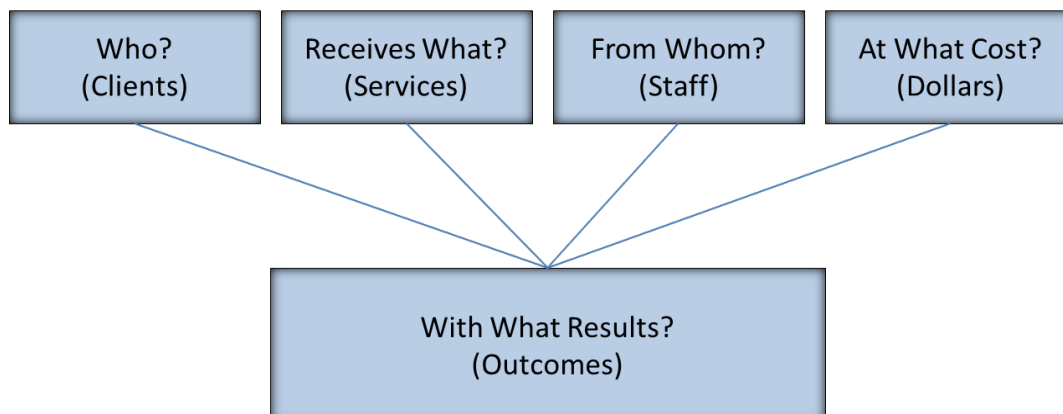 Who?
(Clients)
Receives What?
(Services)
From Whom?
(Staff)
At What Cost?
(Dollars)
With What Results?
(Outcomes)